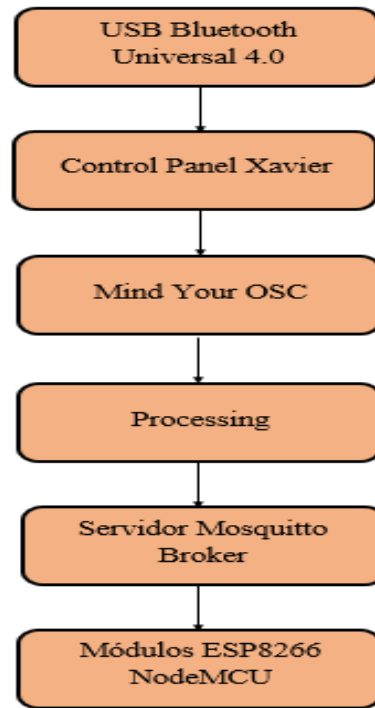 USB Bluetooth
Universal 4.0
Control Panel Xavier
Mind Your OSC
Processing
Servidor Mosquitto
Broker
Módulos ESP8266
NodeMCU